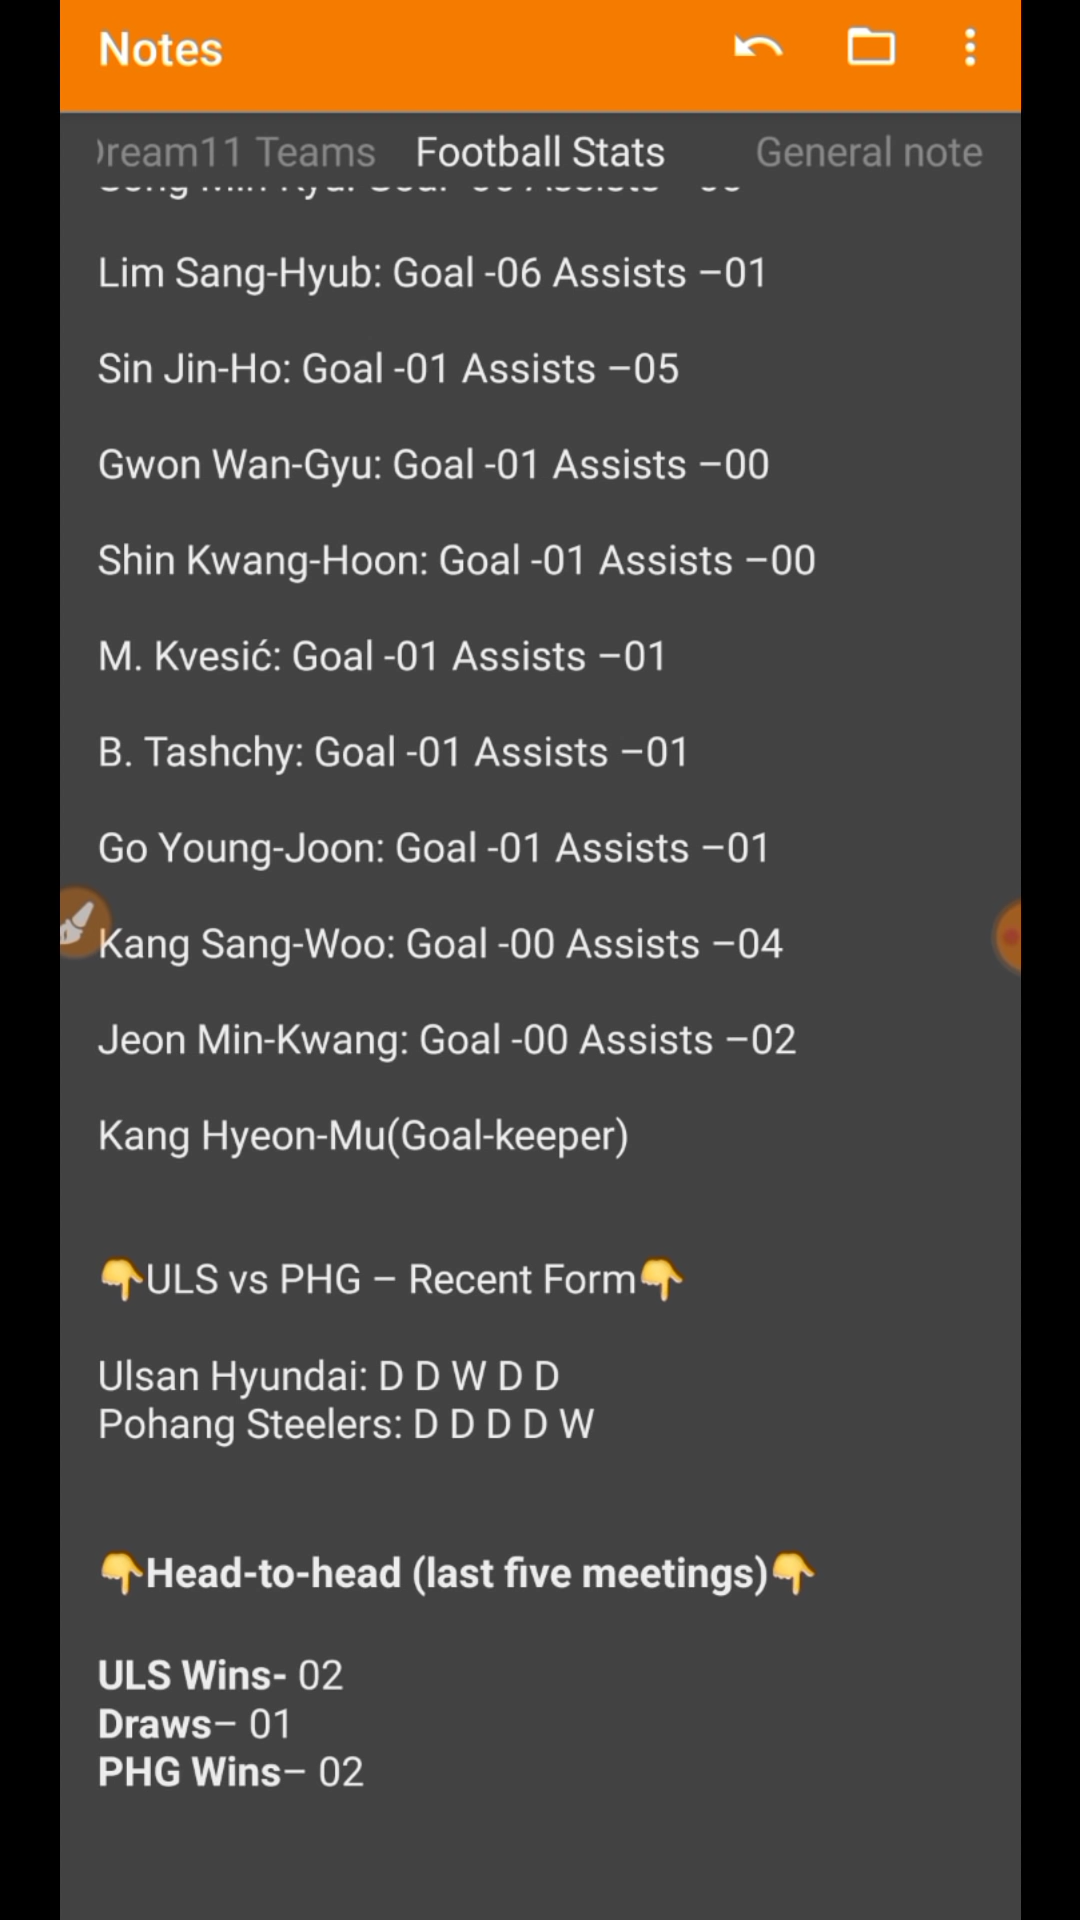 Notes
Dream11 Teams Football Stats General note
Lim Sang-Hyub: Goal -06 Assists –01
Sin Jin-Ho: Goal -01 Assists –05
Gwon Wan-Gyu: Goal -01 Assists –00
Shin Kwang-Hoon: Goal -01 Assists –00
M. Kvesić: Goal -01 Assists –01
B. Tashchy: Goal -01 Assists –01
Go Young-Joon: Goal -01 Assists –01
Kang Sang-Woo: Goal -00 Assists –04
Jeon Min-Kwang: Goal -00 Assists –02
Kang Hyeon-Mu(Goal-keeper)
👇ULS vs PHG – Recent Form👇
Ulsan Hyundai: D D W D D
Pohang Steelers: D D D D W
👇Head-to-head (last five meetings)👇
ULS Wins- 02
Draws– 01
PHG Wins– 02